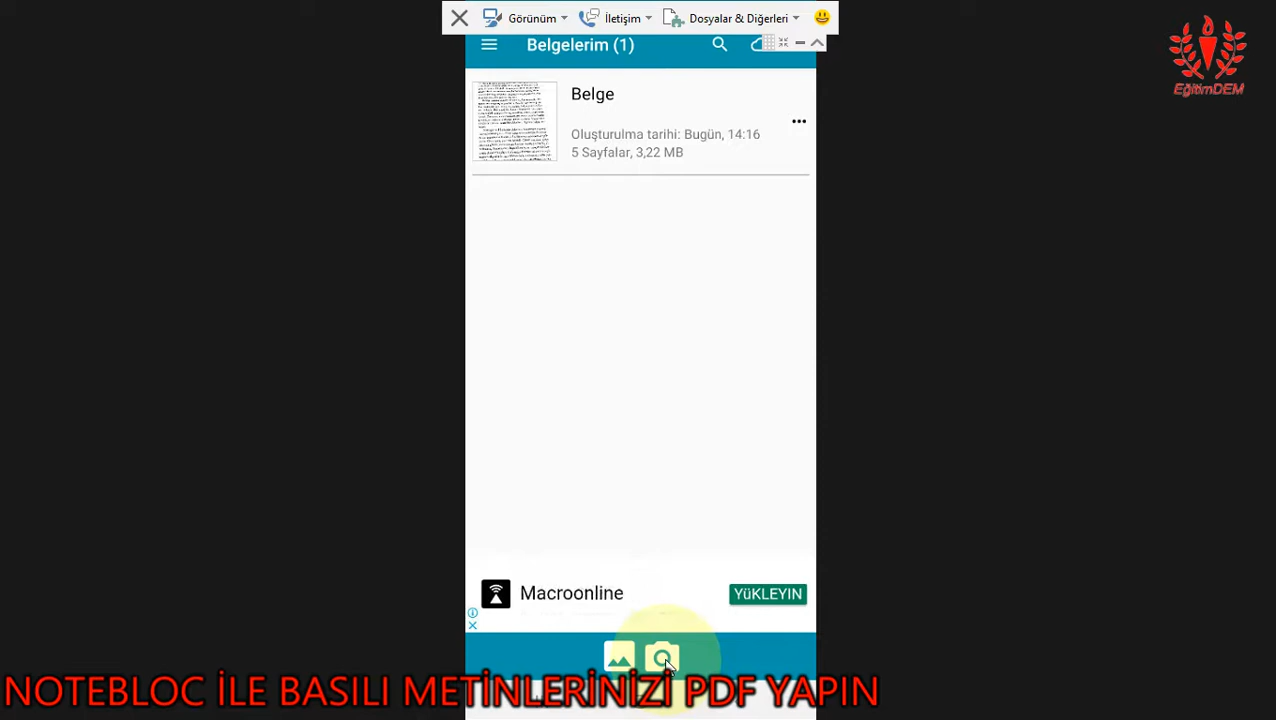 Görünüm
İletişim
Dosyalar & Diğerleri
Belgelerim (1)
EğitimDEM
Belge
Oluşturulma tarihi: Bugün, 14:16
5 Sayfalar, 3,22 MB
Macroonline
YüKLEYIN
NOTEBLOC İLE BASILI METİNLERİNİZİ PDF YAPIN